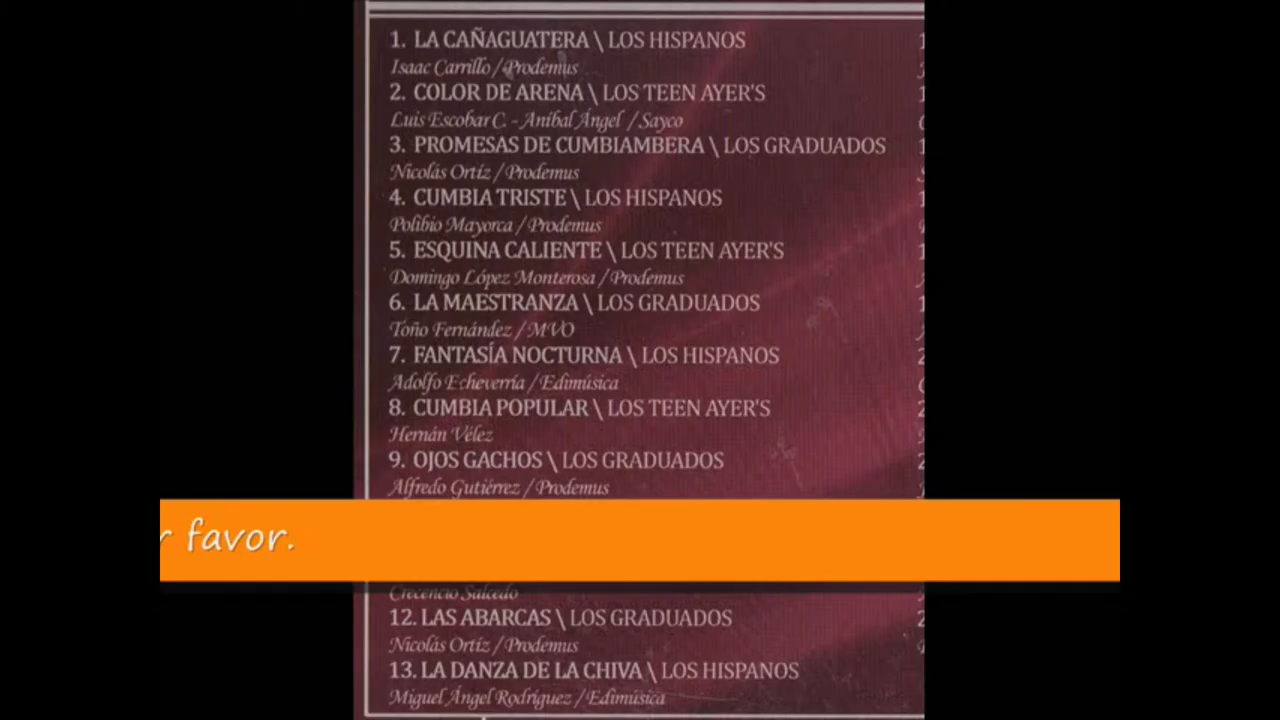 1. LA CAÑAGUATERA \ LOS HISPANOS
Isaac Carrillo / Prodemus
2. COLOR DE ARENA \ LOS TEEN AYER'S
Luis Escobar C. - Aníbal Ángel / Sayco
3. PROMESAS DE CUMBIAMBERA \ LOS GRADUADOS
Nicolás Ortíz / Prodemus
4. CUMBIA TRISTE \ LOS HISPANOS
Polibio Mayorca / Prodemus
5. ESQUINA CALIENTE \ LOS TEEN AYER'S
Domingo López Monterosa / Prodemus
6. LA MAESTRANZA \ LOS GRADUADOS
Toño Fernández / MVO
7. FANTASÍA NOCTURNA \ LOS HISPANOS
Adolfo Echeverría / Edimúsica
8. CUMBIA POPULAR \ LOS TEEN AYER'S
Hernán Vélez
9. OJOS GACHOS \ LOS GRADUADOS
Alfredo Gutiérrez / Prodemus
favor.
Crecencio Salcedo
12. LAS ABARCAS \ LOS GRADUADOS
Nicolás Ortíz / Prodemus
13. LA DANZA DE LA CHIVA \ LOS HISPANOS
Miguel Ángel Rodríguez / Edimúsica